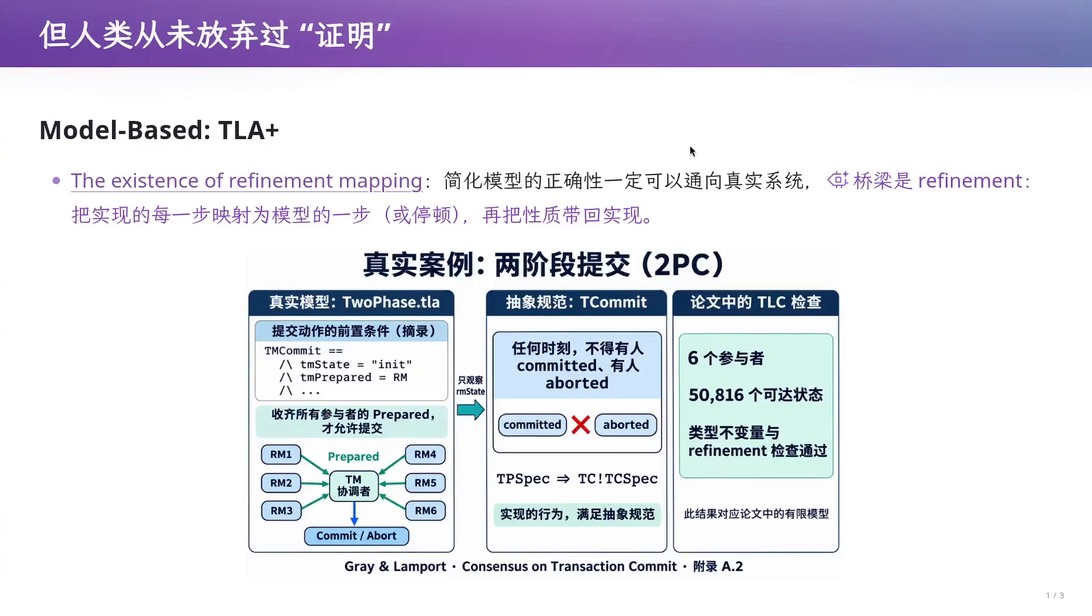 但人类从未放弃过 “证明”
Model-Based: TLA+
The existence of refinement mapping：简化模型的正确性一定可以通向真实系统， 桥梁是 refinement：
把实现的每一步映射为模型的一步（或停顿），再把性质带回实现。
真实案例：两阶段提交（2PC）
真实模型：TwoPhase.tla
提交动作的前置条件（摘录）
TMCommit ==
/\ tmState = "init"
/\ tmPrepared = RM
/\ ...
收齐所有参与者的 Prepared，
才允许提交
RM1
Prepared
RM4
RM2
TM
协调者
RM5
RM3
RM6
Commit / Abort
只观察
rmState
抽象规范：TCommit
任何时刻，不得有人
committed、有人
aborted
committed
aborted
TPSpec ⇒ TC!TCSpec
实现的行为，满足抽象规范
论文中的 TLC 检查
6 个参与者
50,816 个可达状态
类型不变量与
refinement 检查通过
此结果对应论文中的有限模型
Gray & Lamport · Consensus on Transaction Commit · 附录 A.2
1 / 3